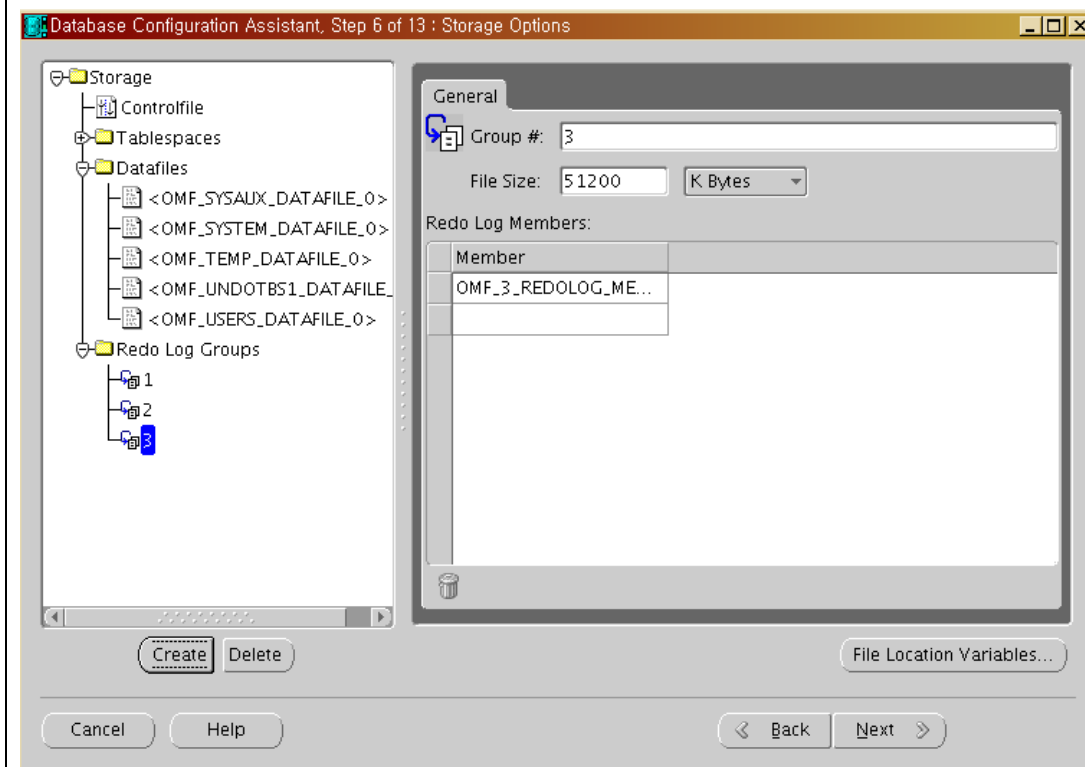 Database Configuration Assistant, Step 6 of 13 : Storage Options
Storage
Controlfile
Tablespaces
Datafiles
<OMF_SYSAUX_DATAFILE_0>
<OMF_SYSTEM_DATAFILE_0>
<OMF_TEMP_DATAFILE_0>
<OMF_UNDOTBS1_DATAFILE_
<OMF_USERS_DATAFILE_0>
Redo Log Groups
1
2
3
General
Group #: 3
File Size: 51200 K Bytes
Redo Log Members:
Member
OMF_3_REDOLOG_ME...
Create Delete
File Location Variables...
Cancel Help Back Next